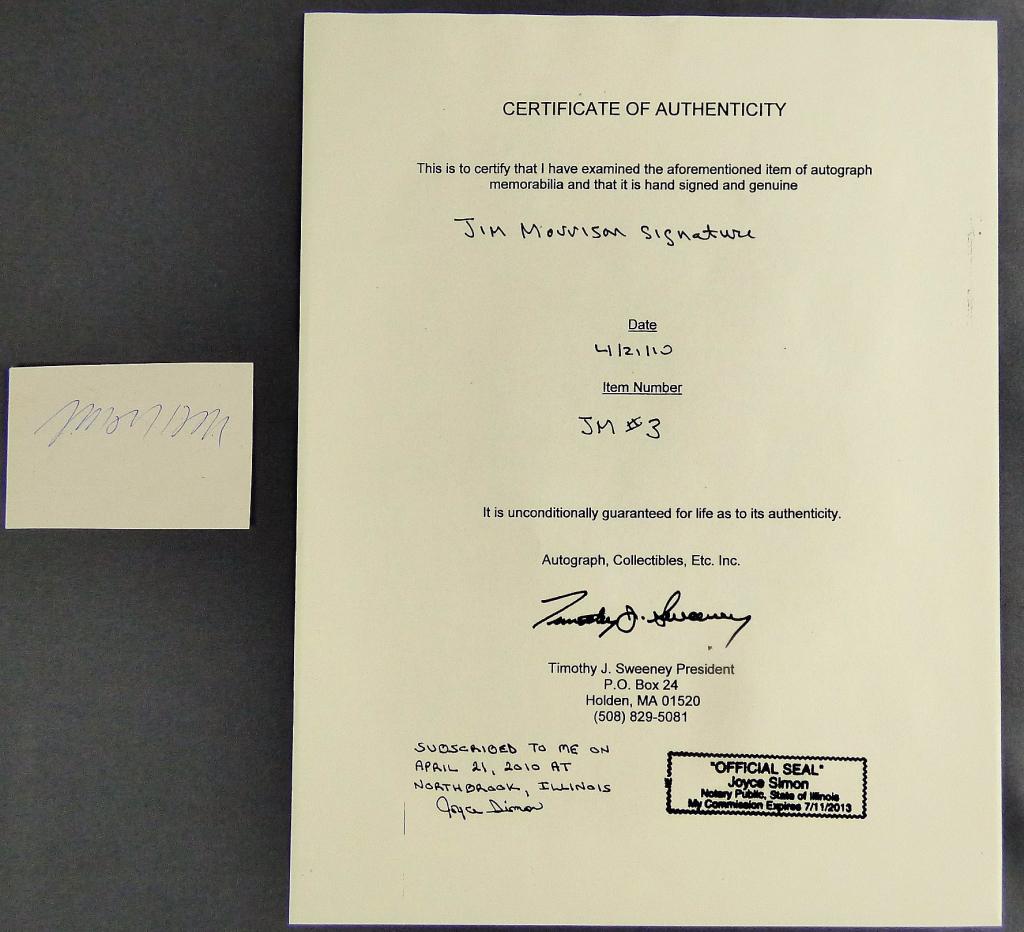 CERTIFICATE OF AUTHENTICITY
This is to certify that I have examined the aforementioned item of autograph
memorabilia and that it is hand signed and genuine
Jim Morrison Signature
Date
4/21/10
Item Number
JM #3
It is unconditionally guaranteed for life as to its authenticity.
Autograph, Collectibles, Etc. Inc.
Timothy J. Sweeney
Timothy J. Sweeney President
P.O. Box 24
Holden, MA 01520
(508) 829-5081
SUBSCRIBED TO ME ON
APRIL 21, 2010 AT
NORTHBROOK, ILLINOIS
Joyce Simon
"OFFICIAL SEAL"
Joyce Simon
Notary Public, State of Illinois
My Commission Expires 7/11/2013